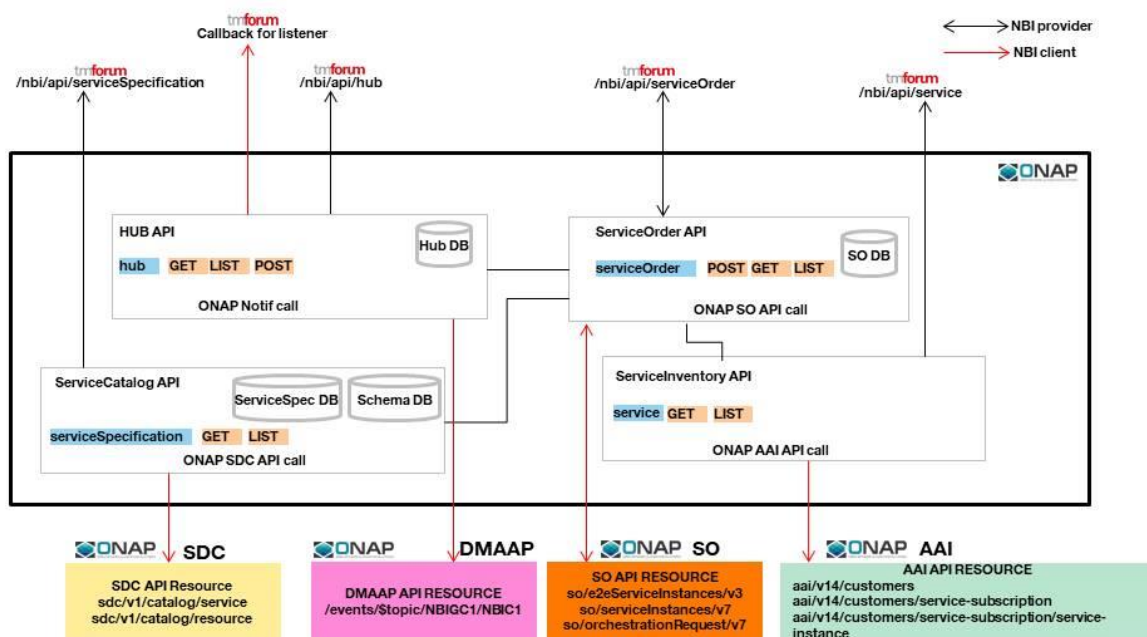 tmforum
Callback for listener
NBI provider
NBI client
tmforum
/nbi/api/serviceSpecification
tmforum
/nbi/api/hub
tmforum
/nbi/api/serviceOrder
tmforum
/nbi/api/service
ONAP
HUB API
Hub DB
hub GET LIST POST
ONAP Notif call
ServiceOrder API
SO DB
serviceOrder POST GET LIST
ONAP SO API call
ServiceCatalog API
ServiceSpec DB
Schema DB
serviceSpecification GET LIST
ONAP SDC API call
ServiceInventory API
service GET LIST
ONAP AAI API call
ONAP SDC
SDC API Resource
sdc/v1/catalog/service
sdc/v1/catalog/resource
ONAP DMAAP
DMAAP API RESOURCE
/events/$topic/NBIGC1/NBIC1
ONAP SO
SO API RESOURCE
so/e2eServiceInstances/v3
so/serviceInstances/v7
so/orchestrationRequest/v7
ONAP AAI
AAI API RESOURCE
aai/v14/customers
aai/v14/customers/service-subscription
aai/v14/customers/service-subscription/service-
instance